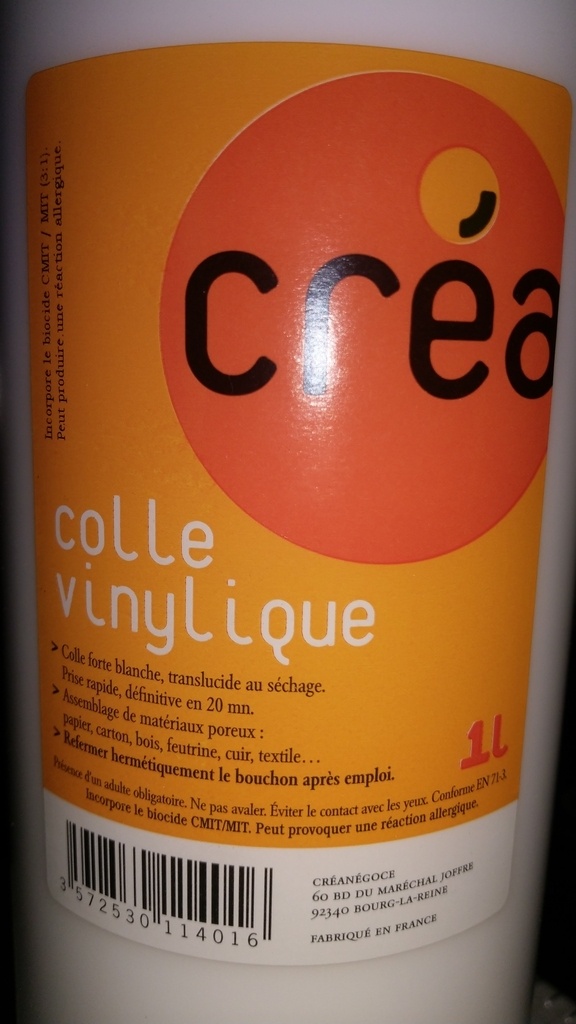 Incorpore le biocide CMIT / MIT (3:1).
Peut produire une réaction allergique.
créa
colle
vinylique
> Colle forte blanche, translucide au séchage.
Prise rapide, définitive en 20 mn.
> Assemblage de matériaux poreux :
papier, carton, bois, feutrine, cuir, textile…
> Refermer hermétiquement le bouchon après emploi.
1l
Présence d'un adulte obligatoire. Ne pas avaler. Éviter le contact avec les yeux. Conforme EN 71-3.
Incorpore le biocide CMIT/MIT. Peut provoquer une réaction allergique.
3 572530 114016
CRÉANÉGOCE
60 BD DU MARÉCHAL JOFFRE
92340 BOURG-LA-REINE
FABRIQUÉ EN FRANCE